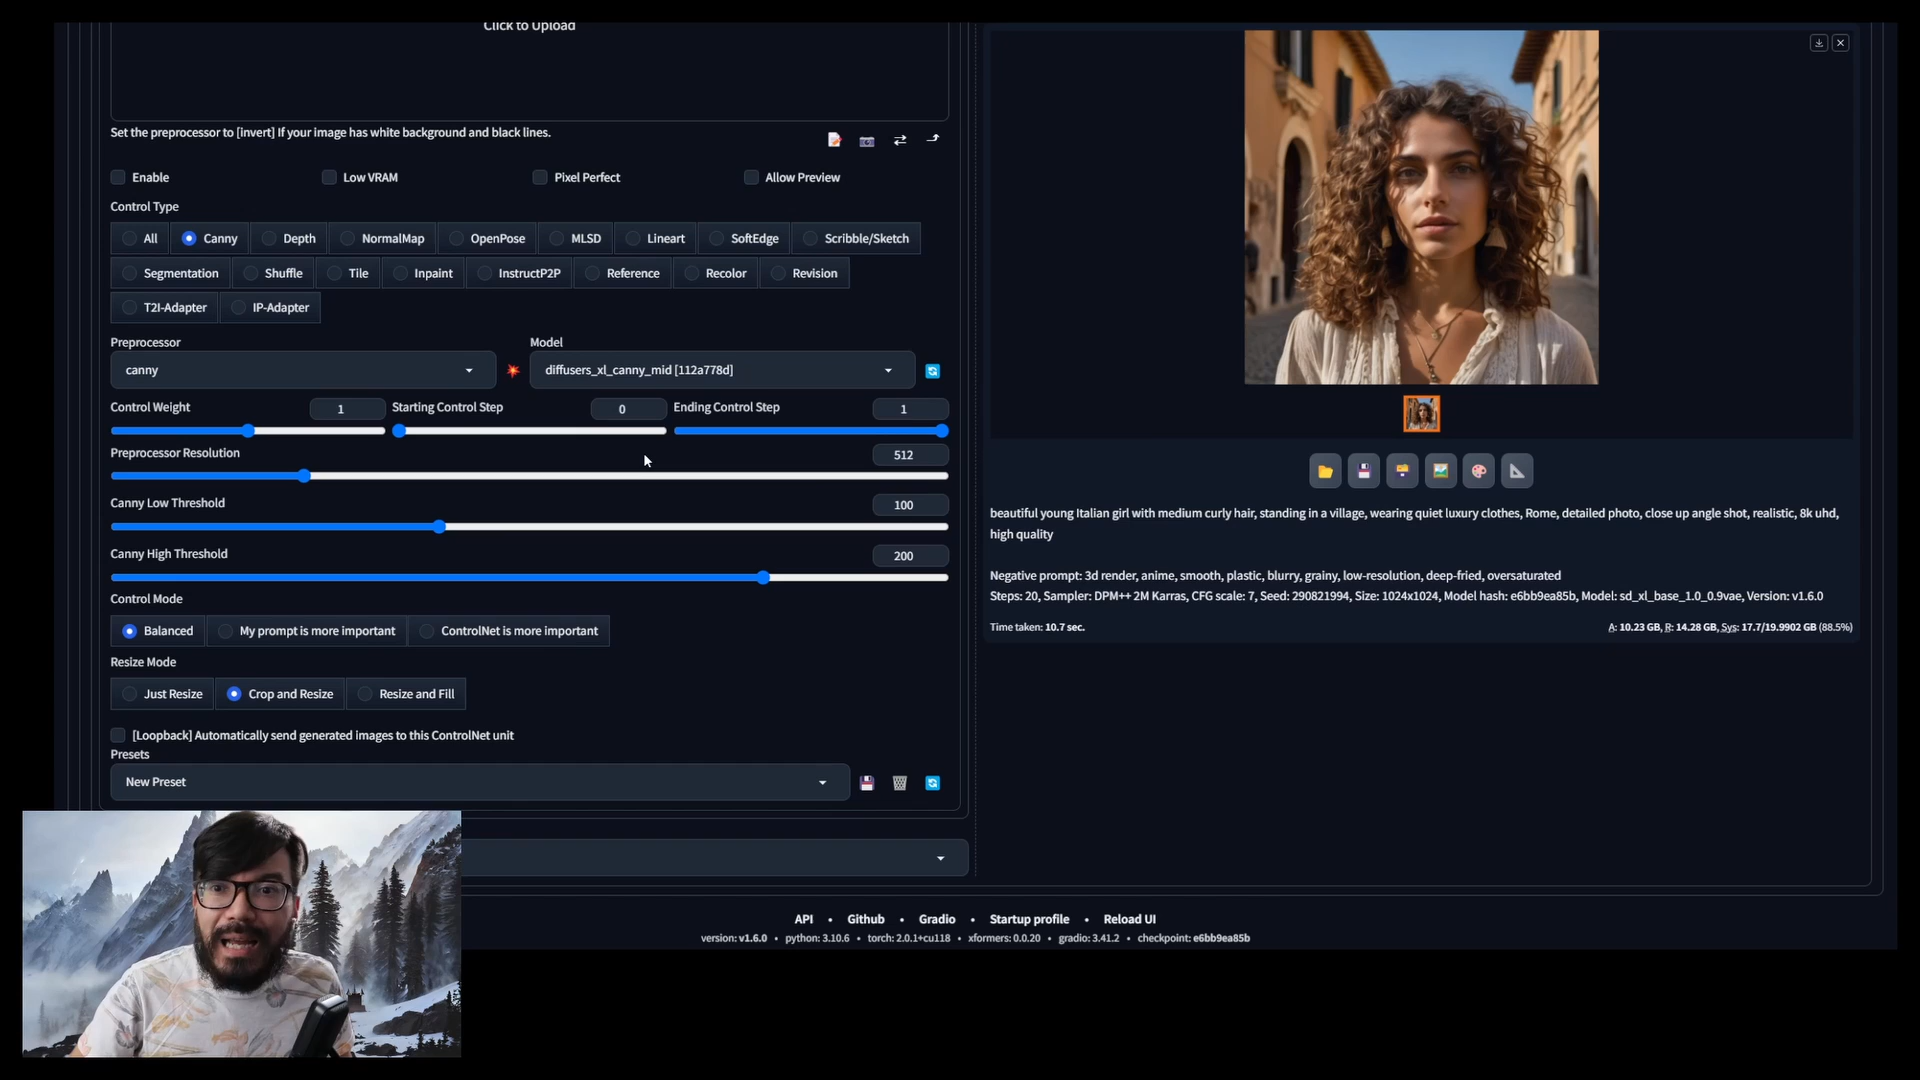 Click to Upload
Set the preprocessor to [invert] If your image has white background and black lines.
Enable
Low VRAM
Pixel Perfect
Allow Preview
Control Type
All
Canny
Depth
NormalMap
OpenPose
MLSD
Lineart
SoftEdge
Scribble/Sketch
Segmentation
Shuffle
Tile
Inpaint
InstructP2P
Reference
Recolor
Revision
T2I-Adapter
IP-Adapter
Preprocessor
Model
canny
diffusers_xl_canny_mid [112a778d]
Control Weight
1
Starting Control Step
0
Ending Control Step
1
Preprocessor Resolution
512
Canny Low Threshold
100
Canny High Threshold
200
Control Mode
Balanced
My prompt is more important
ControlNet is more important
Resize Mode
Just Resize
Crop and Resize
Resize and Fill
[Loopback] Automatically send generated images to this ControlNet unit
Presets
New Preset
beautiful young Italian girl with medium curly hair, standing in a village, wearing quiet luxury clothes, Rome, detailed photo, close up angle shot, realistic, 8k uhd,
high quality
Negative prompt: 3d render, anime, smooth, plastic, blurry, grainy, low-resolution, deep-fried, oversaturated
Steps: 20, Sampler: DPM++ 2M Karras, CFG scale: 7, Seed: 290821994, Size: 1024x1024, Model hash: e6bb9ea85b, Model: sd_xl_base_1.0_0.9vae, Version: v1.6.0
Time taken: 10.7 sec.
A: 10.23 GB, R: 14.28 GB, Sys: 17.7/19.9902 GB (88.5%)
API • Github • Gradio • Startup profile • Reload UI
version: v1.6.0 • python: 3.10.6 • torch: 2.0.1+cu118 • xformers: 0.0.20 • gradio: 3.41.2 • checkpoint: e6bb9ea85b